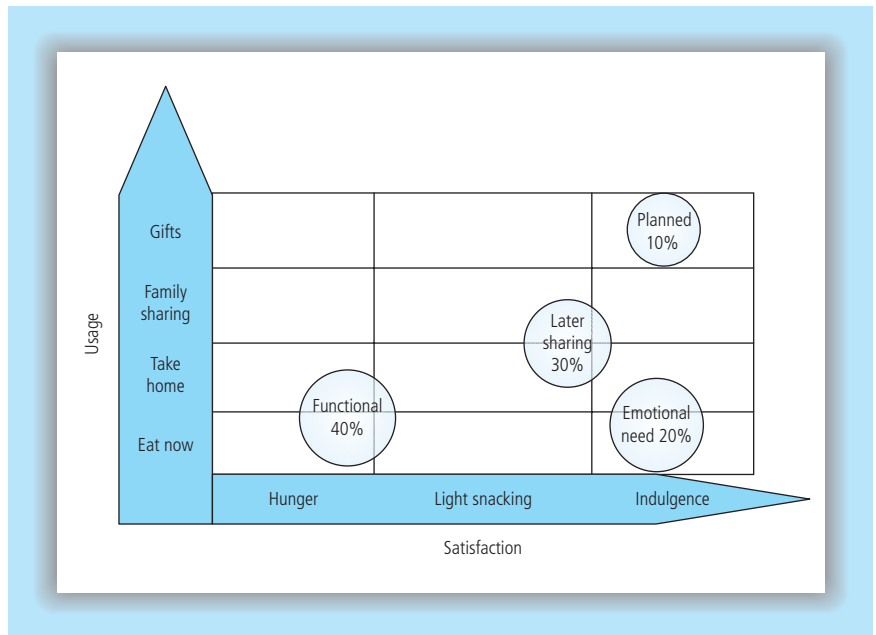 Usage
Gifts
Family
sharing
Take
home
Eat now
Planned
10%
Later
sharing
30%
Functional
40%
Emotional
need 20%
Hunger
Light snacking
Indulgence
Satisfaction